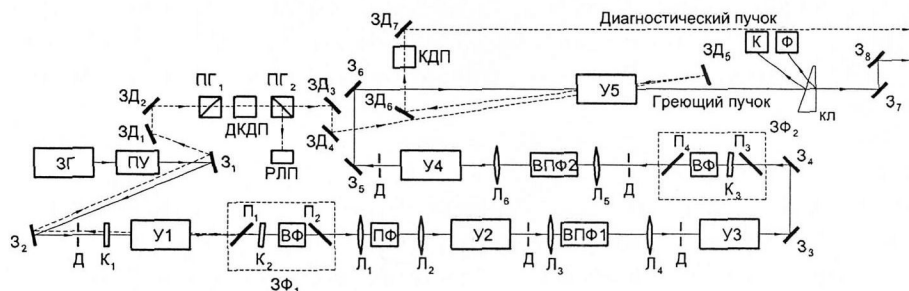 Диагностический пучок
ЗД₇
К Ф
З₈
ЗД₅
КДП
З₆
ПГ₁ ПГ₂
ЗД₂ ЗД₃
У5
ЗД₆
Греющий пучок
З₇
кл
ДКДП
ЗД₁ ЗД₄
ЗФ₂
ЗГ ПУ З₁
РЛП
П₄ П₃ З₄
У4 ВПФ2 ВФ
З₅ Д Л₆ Л₅ Д К₃
З₂ П₁ П₂
У1 ВФ ПФ У2 ВПФ1 У3
З₃
Д К₁ К₂ Л₁ Л₂ Д Л₃ Л₄ Д
ЗФ₁